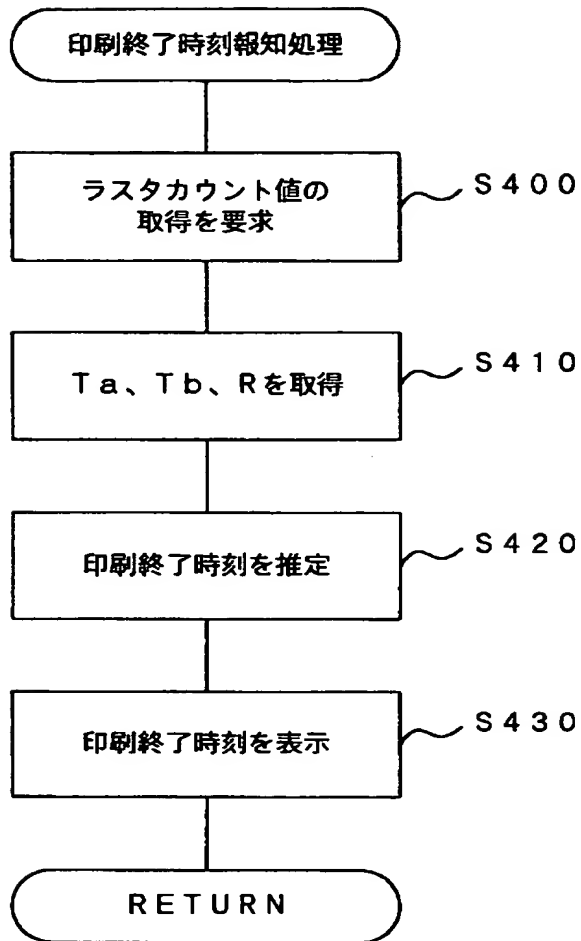 印刷終了時刻報知処理
ラスタカウント値の
取得を要求
S400
Ta、Tb、Rを取得
S410
印刷終了時刻を推定
S420
印刷終了時刻を表示
S430
RETURN